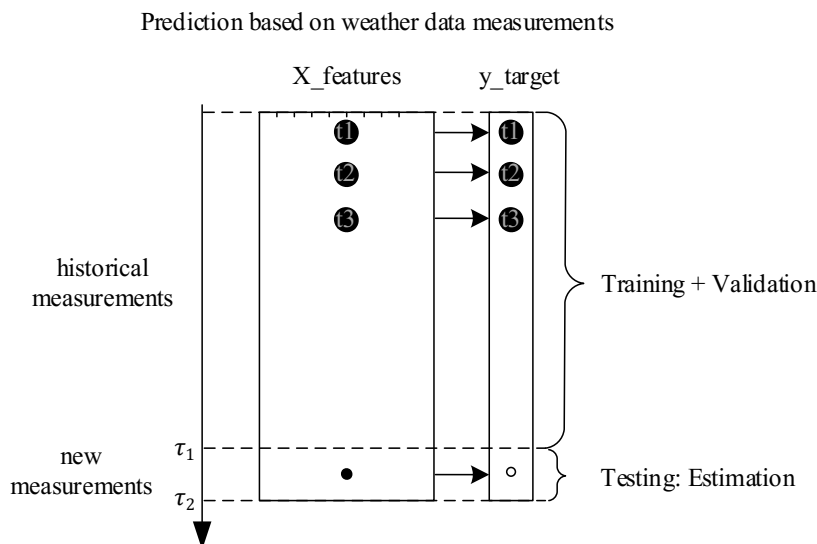 Prediction based on weather data measurements
X_features
y_target
t1
t1
t2
t2
t3
t3
historical
measurements
Training + Validation
τ1
new
measurements
Testing: Estimation
τ2